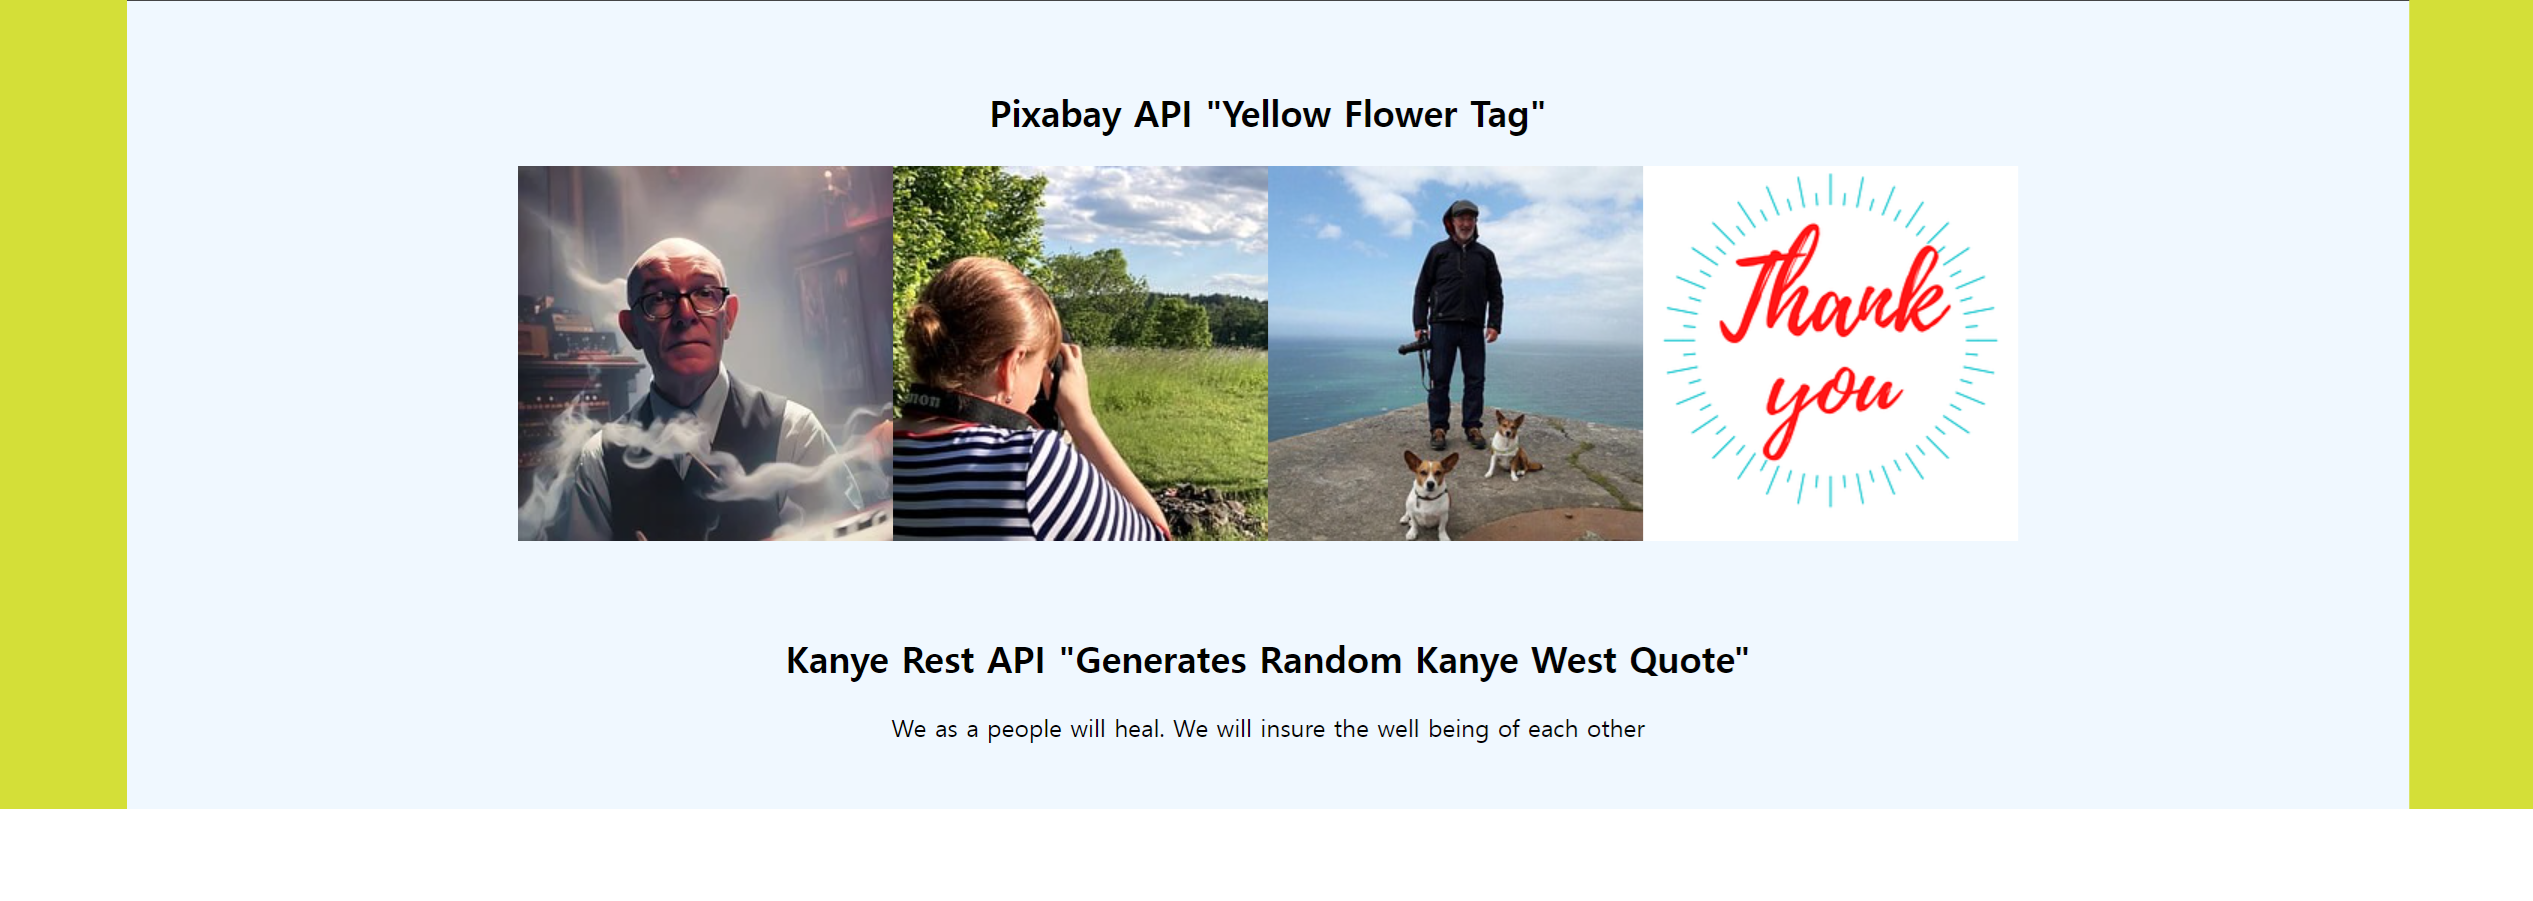 Pixabay API "Yellow Flower Tag"
Thank
you
Kanye Rest API "Generates Random Kanye West Quote"
We as a people will heal. We will insure the well being of each other